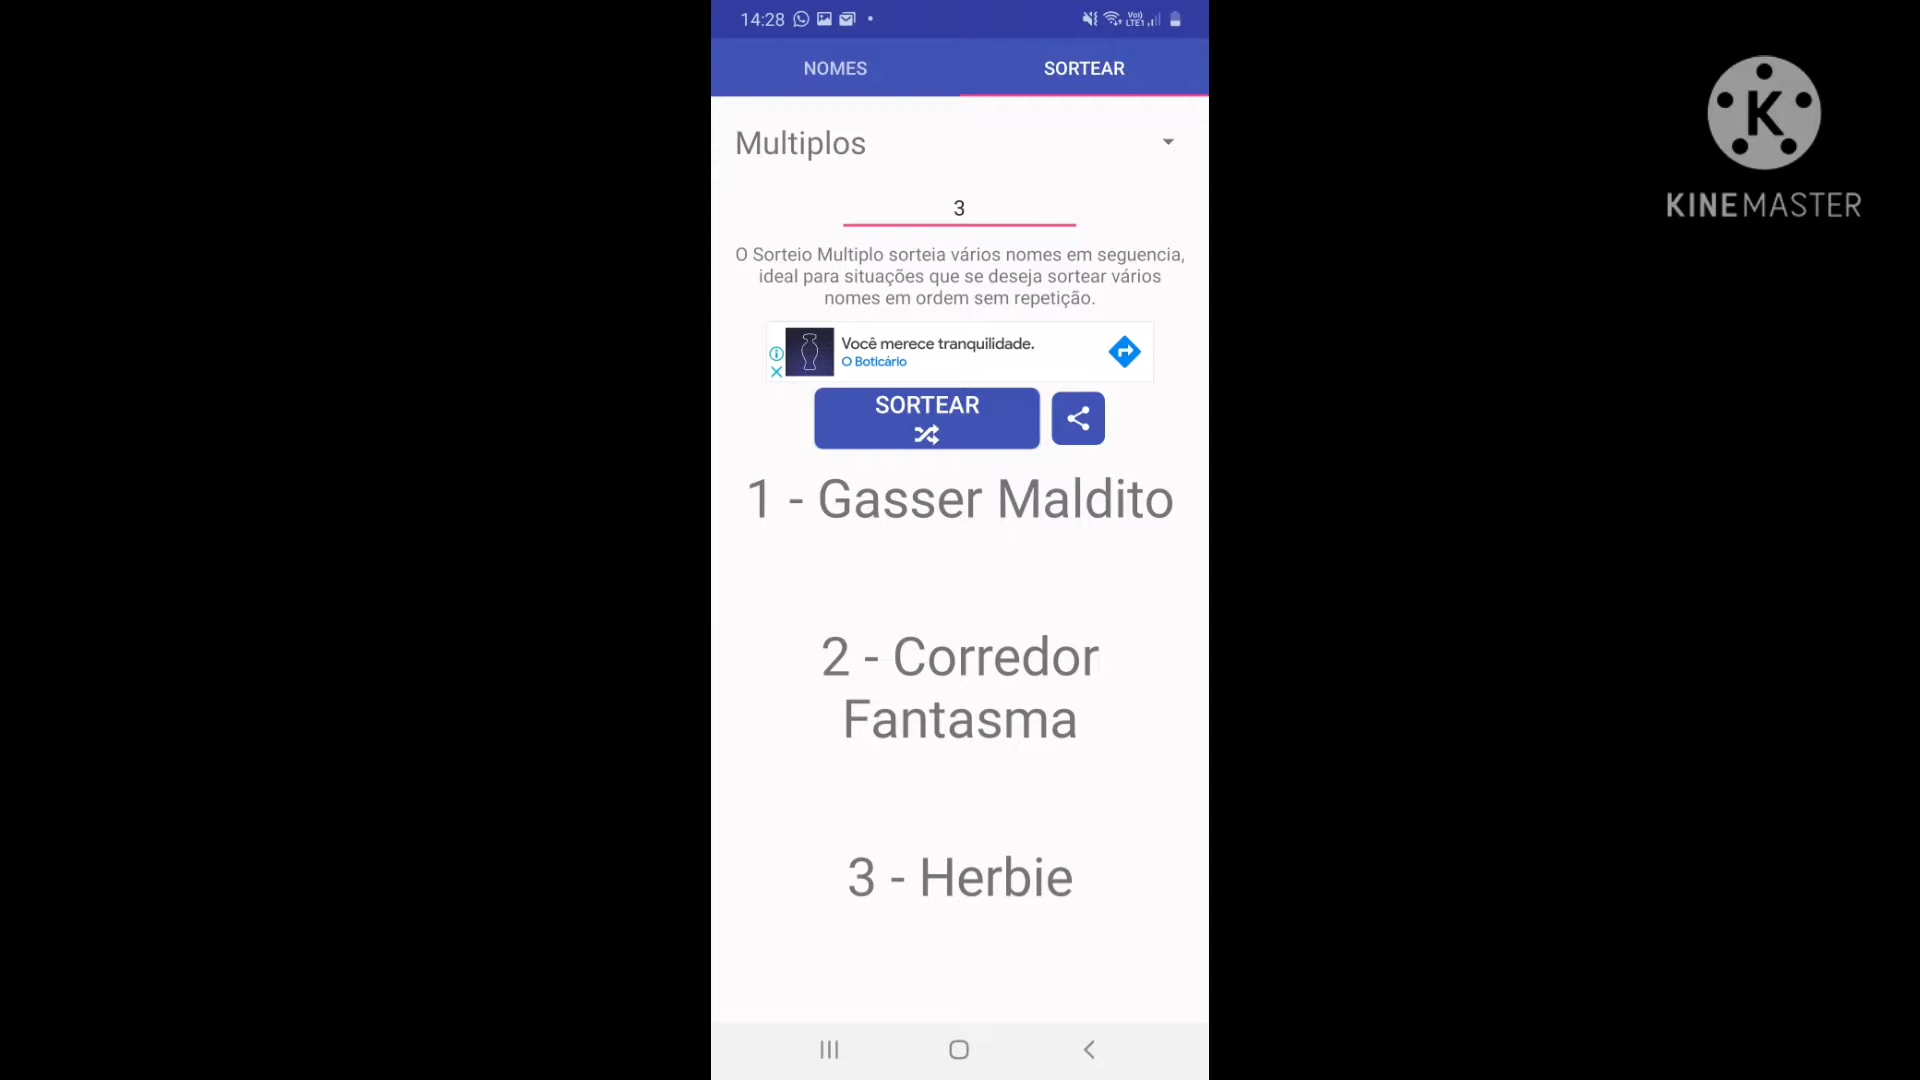 14:28
NOMES
SORTEAR
Multiplos
3
O Sorteio Multiplo sorteia vários nomes em seguencia,
ideal para situações que se deseja sortear vários
nomes em ordem sem repetição.
Você merece tranquilidade.
O Boticário
SORTEAR
1 - Gasser Maldito
2 - Corredor
Fantasma
3 - Herbie
K
KINEMASTER